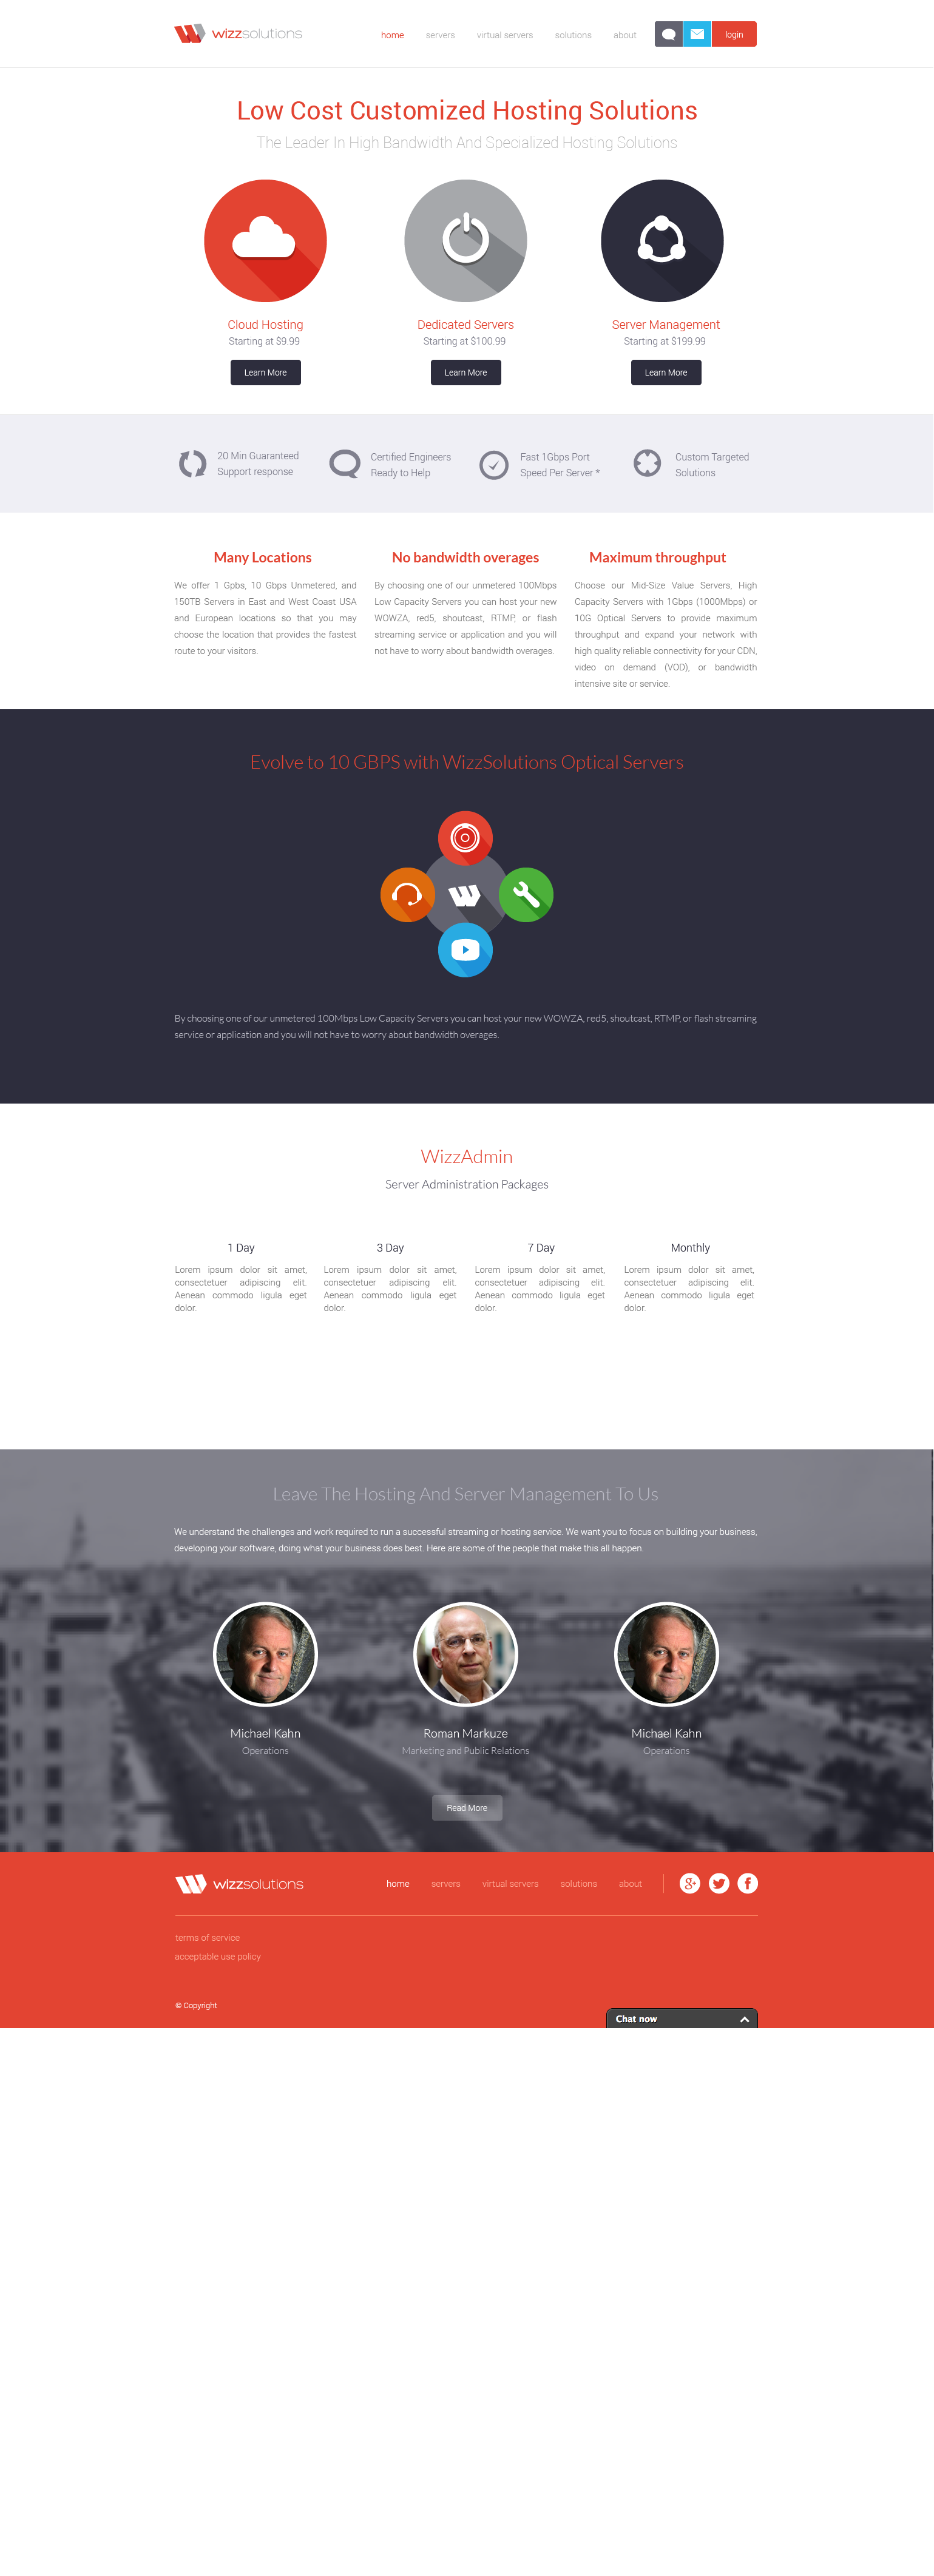 wizzsolutions
home servers virtual servers solutions about login
Low Cost Customized Hosting Solutions
The Leader In High Bandwidth And Specialized Hosting Solutions
Cloud Hosting
Starting at $9.99
Learn More
Dedicated Servers
Starting at $100.99
Learn More
Server Management
Starting at $199.99
Learn More
20 Min Guaranteed
Support response
Certified Engineers
Ready to Help
Fast 1Gbps Port
Speed Per Server *
Custom Targeted
Solutions
Many Locations
We offer 1 Gpbs, 10 Gbps Unmetered, and
150TB Servers in East and West Coast USA
and European locations so that you may
choose the location that provides the fastest
route to your visitors.
No bandwidth overages
By choosing one of our unmetered 100Mbps
Low Capacity Servers you can host your new
WOWZA, red5, shoutcast, RTMP, or flash
streaming service or application and you will
not have to worry about bandwidth overages.
Maximum throughput
Choose our Mid-Size Value Servers, High
Capacity Servers with 1Gbps (1000Mbps) or
10G Optical Servers to provide maximum
throughput and expand your network with
high quality reliable connectivity for your CDN,
video on demand (VOD), or bandwidth
intensive site or service.
Evolve to 10 GBPS with WizzSolutions Optical Servers
By choosing one of our unmetered 100Mbps Low Capacity Servers you can host your new WOWZA, red5, shoutcast, RTMP, or flash streaming
service or application and you will not have to worry about bandwidth overages.
WizzAdmin
Server Administration Packages
1 Day
Lorem ipsum dolor sit amet,
consectetuer adipiscing elit.
Aenean commodo ligula eget
dolor.
3 Day
Lorem ipsum dolor sit amet,
consectetuer adipiscing elit.
Aenean commodo ligula eget
dolor.
7 Day
Lorem ipsum dolor sit amet,
consectetuer adipiscing elit.
Aenean commodo ligula eget
dolor.
Monthly
Lorem ipsum dolor sit amet,
consectetuer adipiscing elit.
Aenean commodo ligula eget
dolor.
Leave The Hosting And Server Management To Us
We understand the challenges and work required to run a successful streaming or hosting service. We want you to focus on building your business,
developing your software, doing what your business does best. Here are some of the people that make this all happen.
Michael Kahn
Operations
Roman Markuze
Marketing and Public Relations
Michael Kahn
Operations
Read More
wizzsolutions
home servers virtual servers solutions about
terms of service
acceptable use policy
© Copyright
Chat now